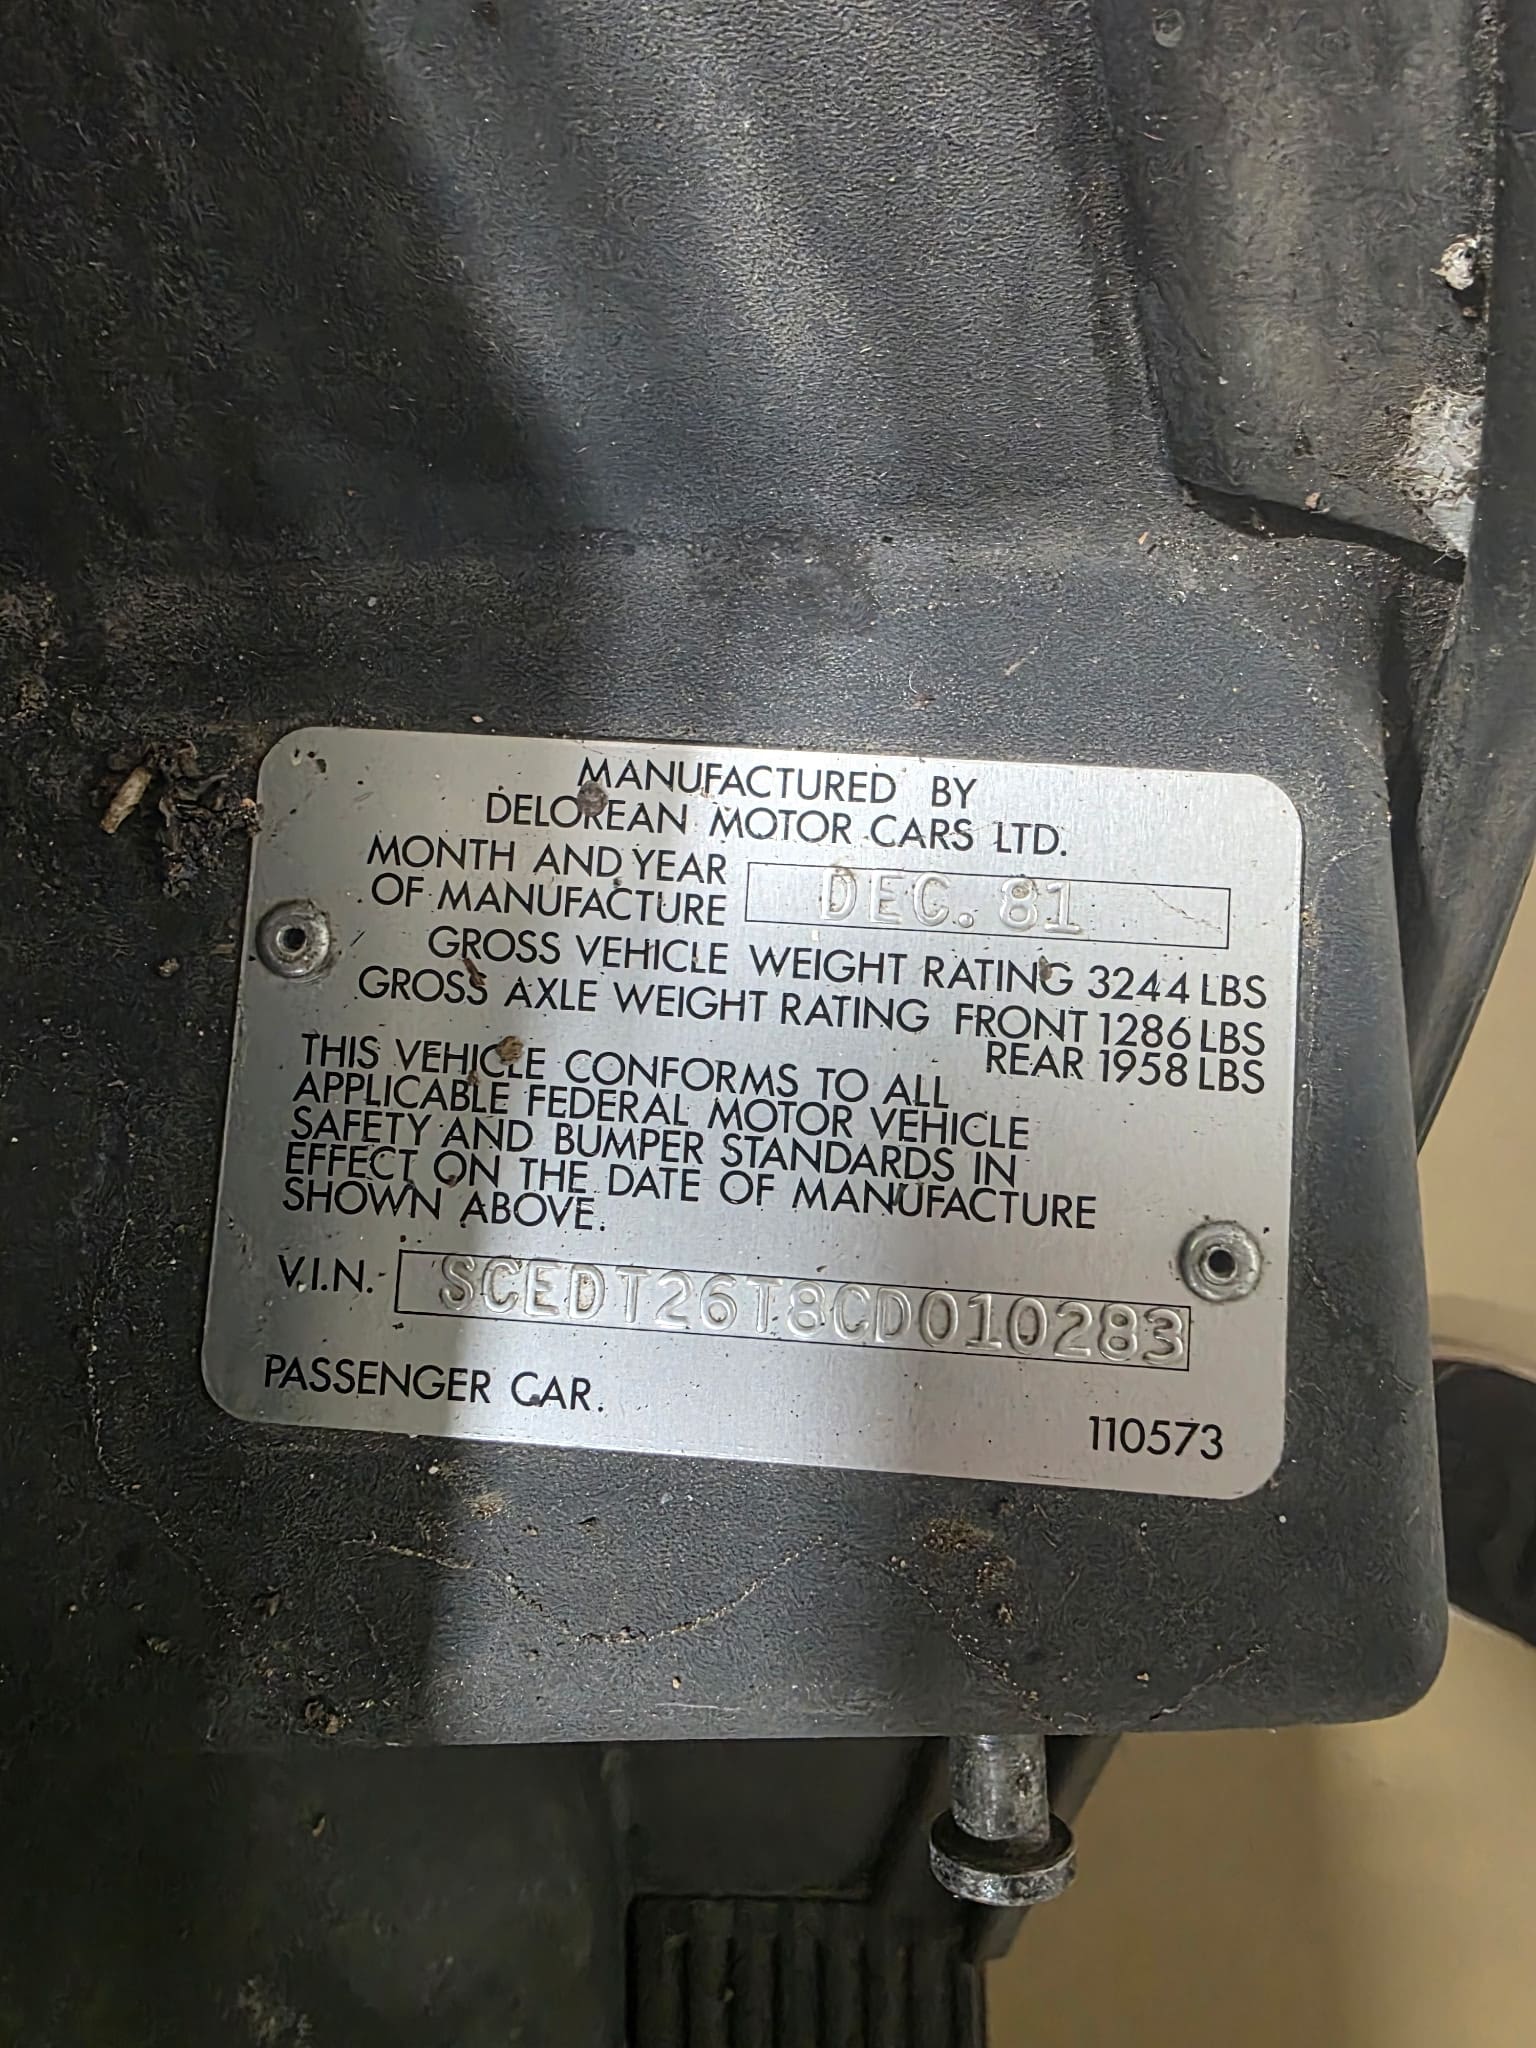 MANUFACTURED BY
DELOREAN MOTOR CARS LTD.
MONTH AND YEAR
OF MANUFACTURE DEC. 81
GROSS VEHICLE WEIGHT RATING 3244 LBS
GROSS AXLE WEIGHT RATING FRONT 1286 LBS
REAR 1958 LBS
THIS VEHICLE CONFORMS TO ALL
APPLICABLE FEDERAL MOTOR VEHICLE
SAFETY AND BUMPER STANDARDS IN
EFFECT ON THE DATE OF MANUFACTURE
SHOWN ABOVE.
V.I.N. SCEDT26T8CD010283
PASSENGER CAR.
110573